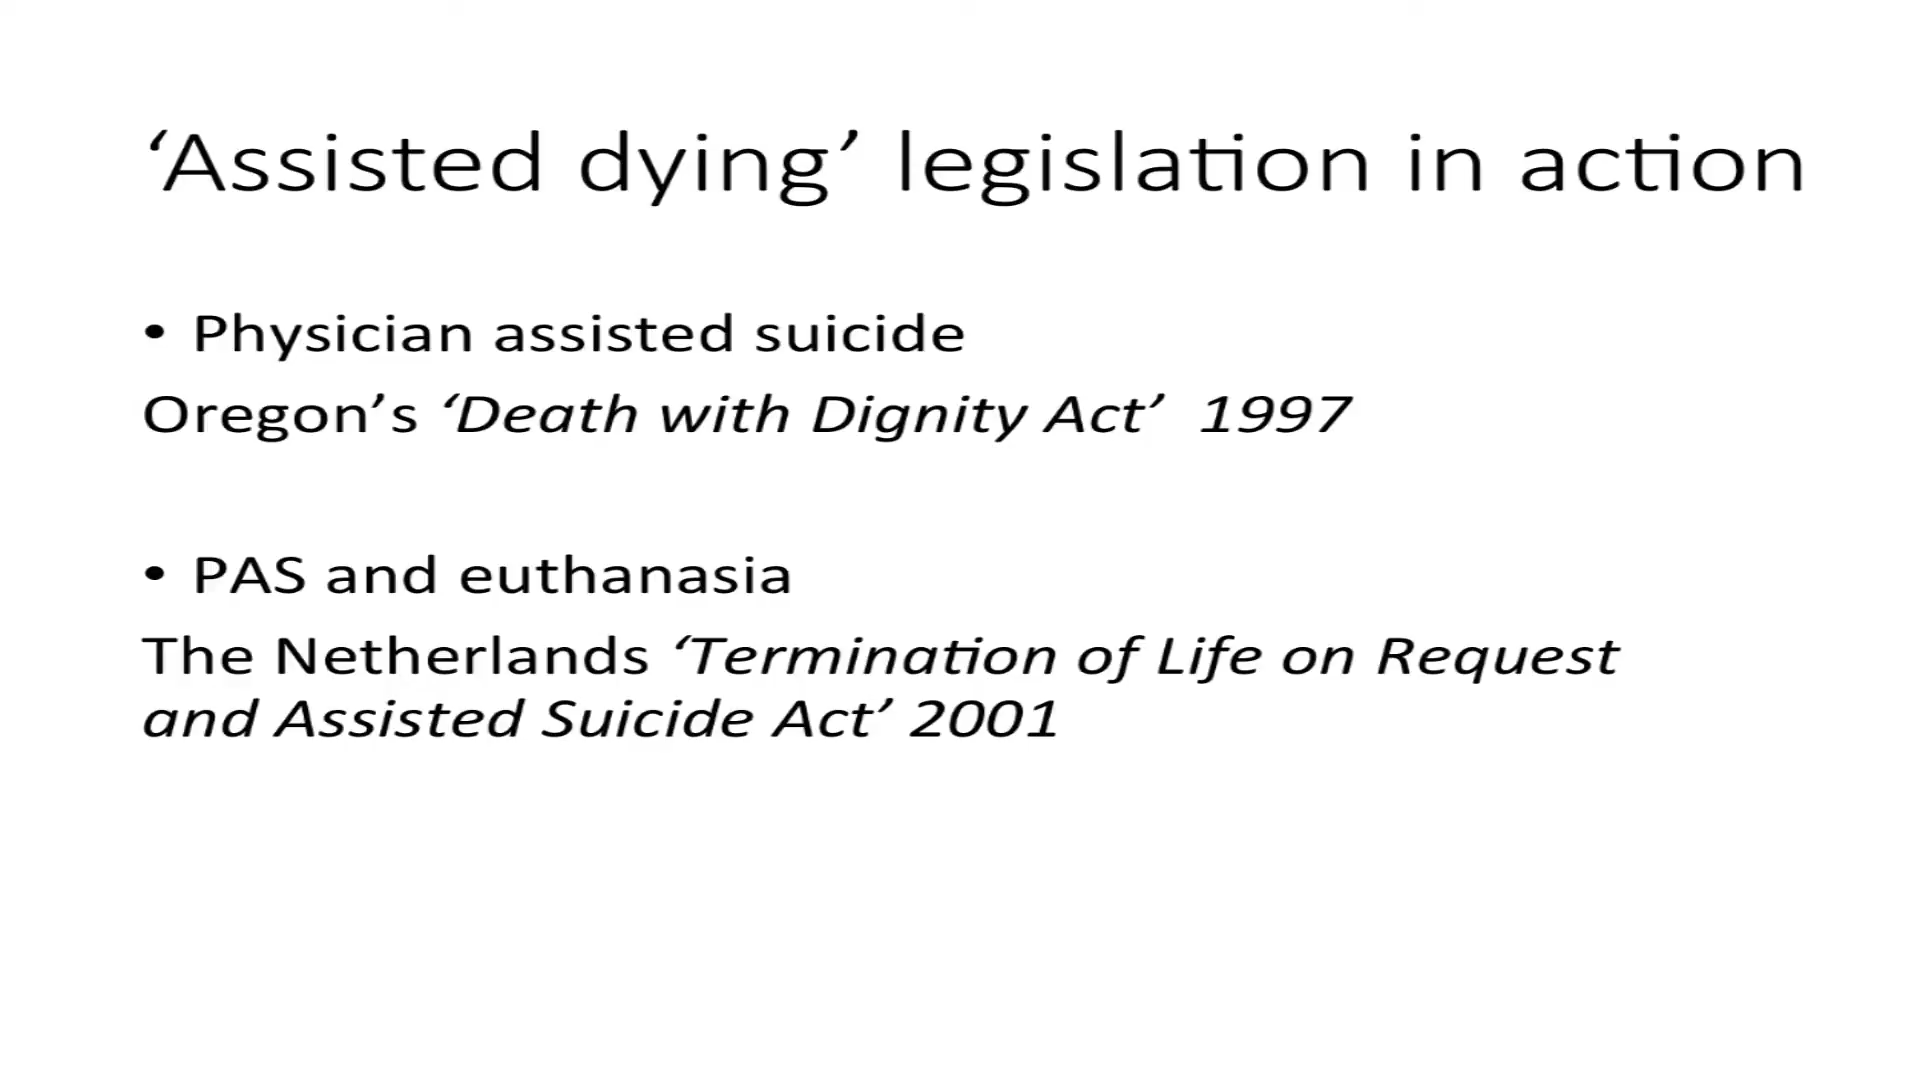 ‘Assisted dying’ legislation in action
• Physician assisted suicide
Oregon’s ‘Death with Dignity Act’ 1997
• PAS and euthanasia
The Netherlands ‘Termination of Life on Request
and Assisted Suicide Act’ 2001